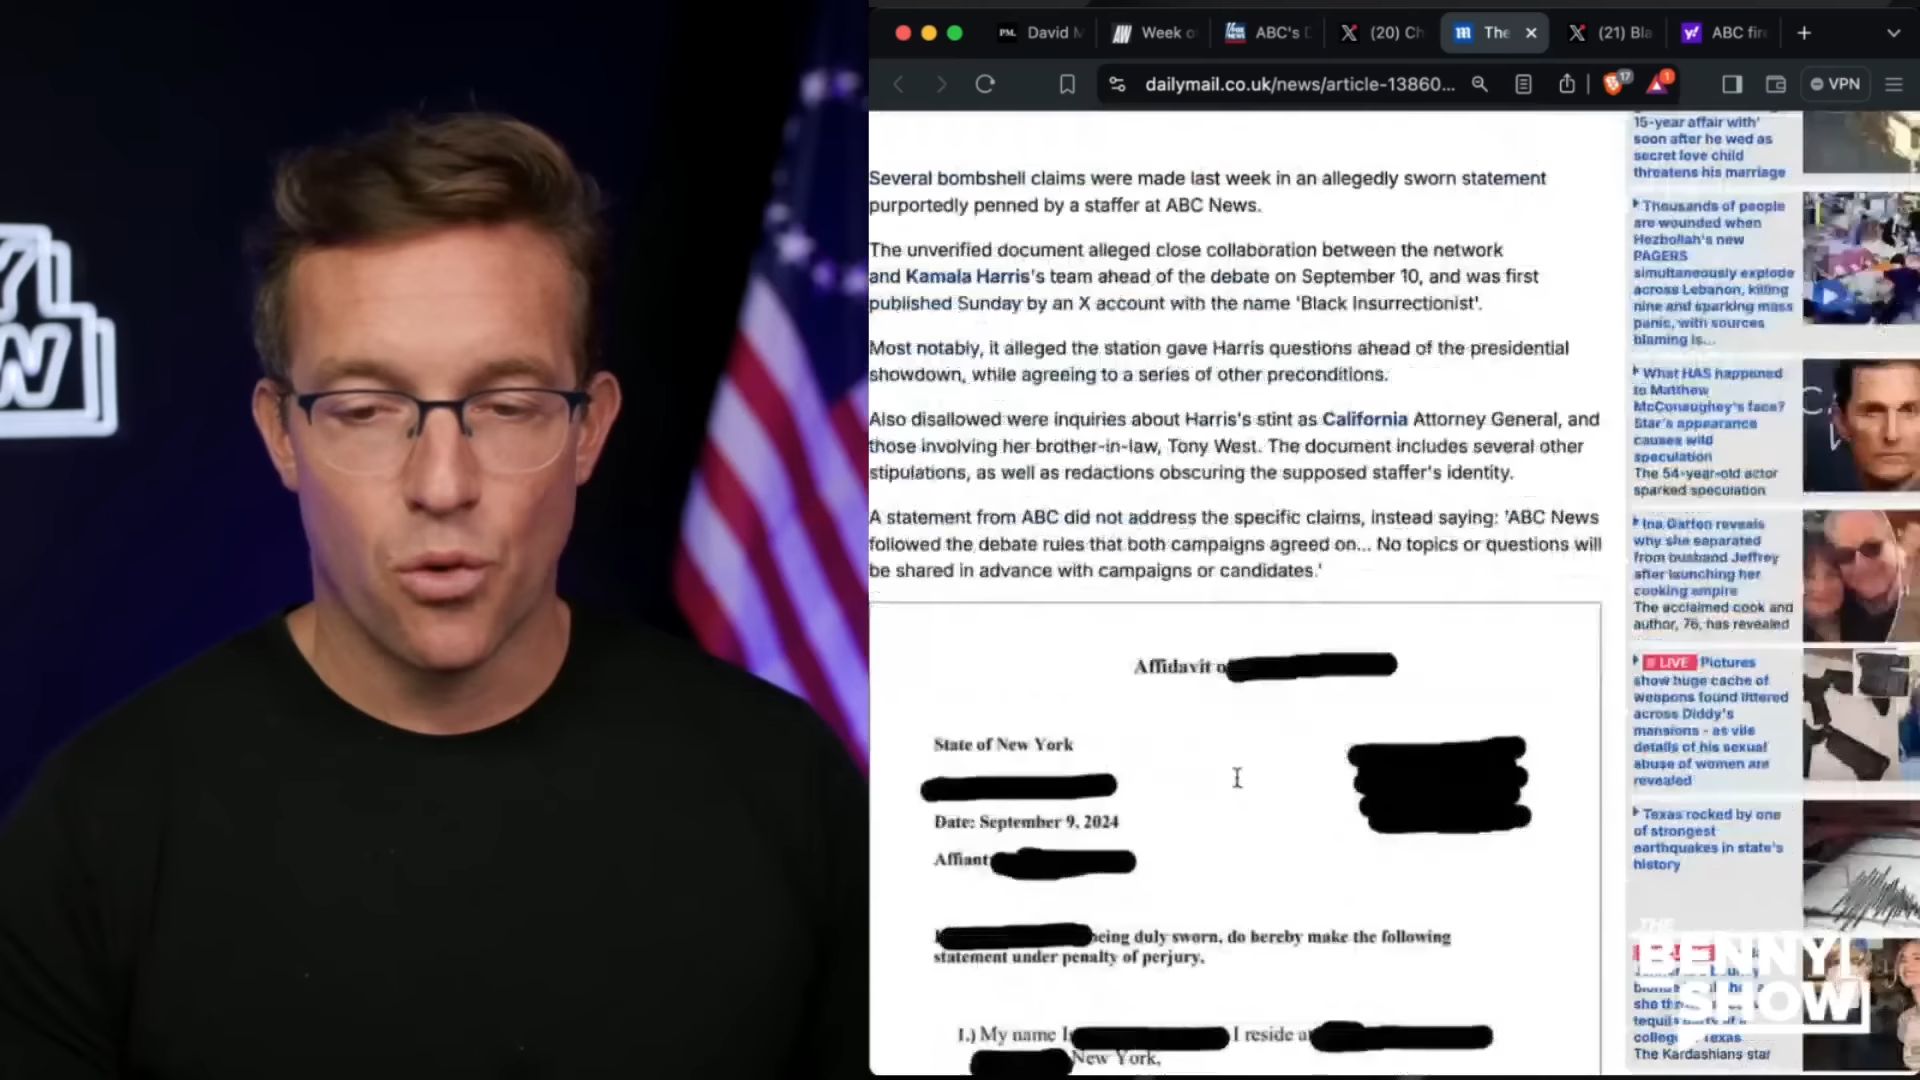 Y
W
PM. David M
Week o
ABC's D
(20) Ch
The
(21) Bla
ABC fir
dailymail.co.uk/news/article-13860...
17
1
VPN
Several bombshell claims were made last week in an allegedly sworn statement
purportedly penned by a staffer at ABC News.
The unverified document alleged close collaboration between the network
and Kamala Harris's team ahead of the debate on September 10, and was first
published Sunday by an X account with the name 'Black Insurrectionist'.
Most notably, it alleged the station gave Harris questions ahead of the presidential
showdown, while agreeing to a series of other preconditions.
Also disallowed were inquiries about Harris's stint as California Attorney General, and
those involving her brother-in-law, Tony West. The document includes several other
stipulations, as well as redactions obscuring the supposed staffer's identity.
A statement from ABC did not address the specific claims, instead saying: 'ABC News
followed the debate rules that both campaigns agreed on... No topics or questions will
be shared in advance with campaigns or candidates.'
Affidavit o
State of New York
Date: September 9, 2024
Affiant:
being duly sworn, do hereby make the following
statement under penalty of perjury.
1.) My name I
I reside a
New York,
15-year affair with'
soon after he wed as
secret love child
threatens his marriage
Thousands of people
are wounded when
Hezbollah's new
PAGERS
simultaneously explode
across Lebanon, killing
nine and sparking mass
panic, with sources
blaming is...
What HAS happened
to Matthew
McConaughey's face?
Star's appearance
causes wild
speculation
The 54-year-old actor
sparked speculation
Ina Garten reveals
why she separated
from husband Jeffrey
after launching her
cooking empire
The acclaimed cook and
author, 76, has revealed
LIVE Pictures
show huge cache of
weapons found littered
across Diddy's
mansions - as vile
details of his sexual
abuse of women are
revealed
Texas rocked by one
of strongest
earthquakes in state's
history
she th
tequil
colleg Texas
The Kardashians star
THE
BENNY
SHOW